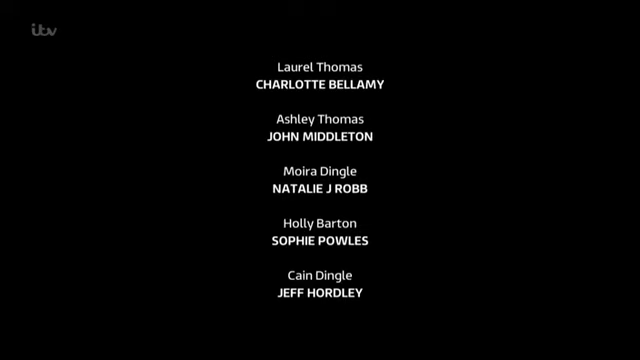 itv
Laurel Thomas
CHARLOTTE BELLAMY
Ashley Thomas
JOHN MIDDLETON
Moira Dingle
NATALIE J ROBB
Holly Barton
SOPHIE POWLES
Cain Dingle
JEFF HORDLEY